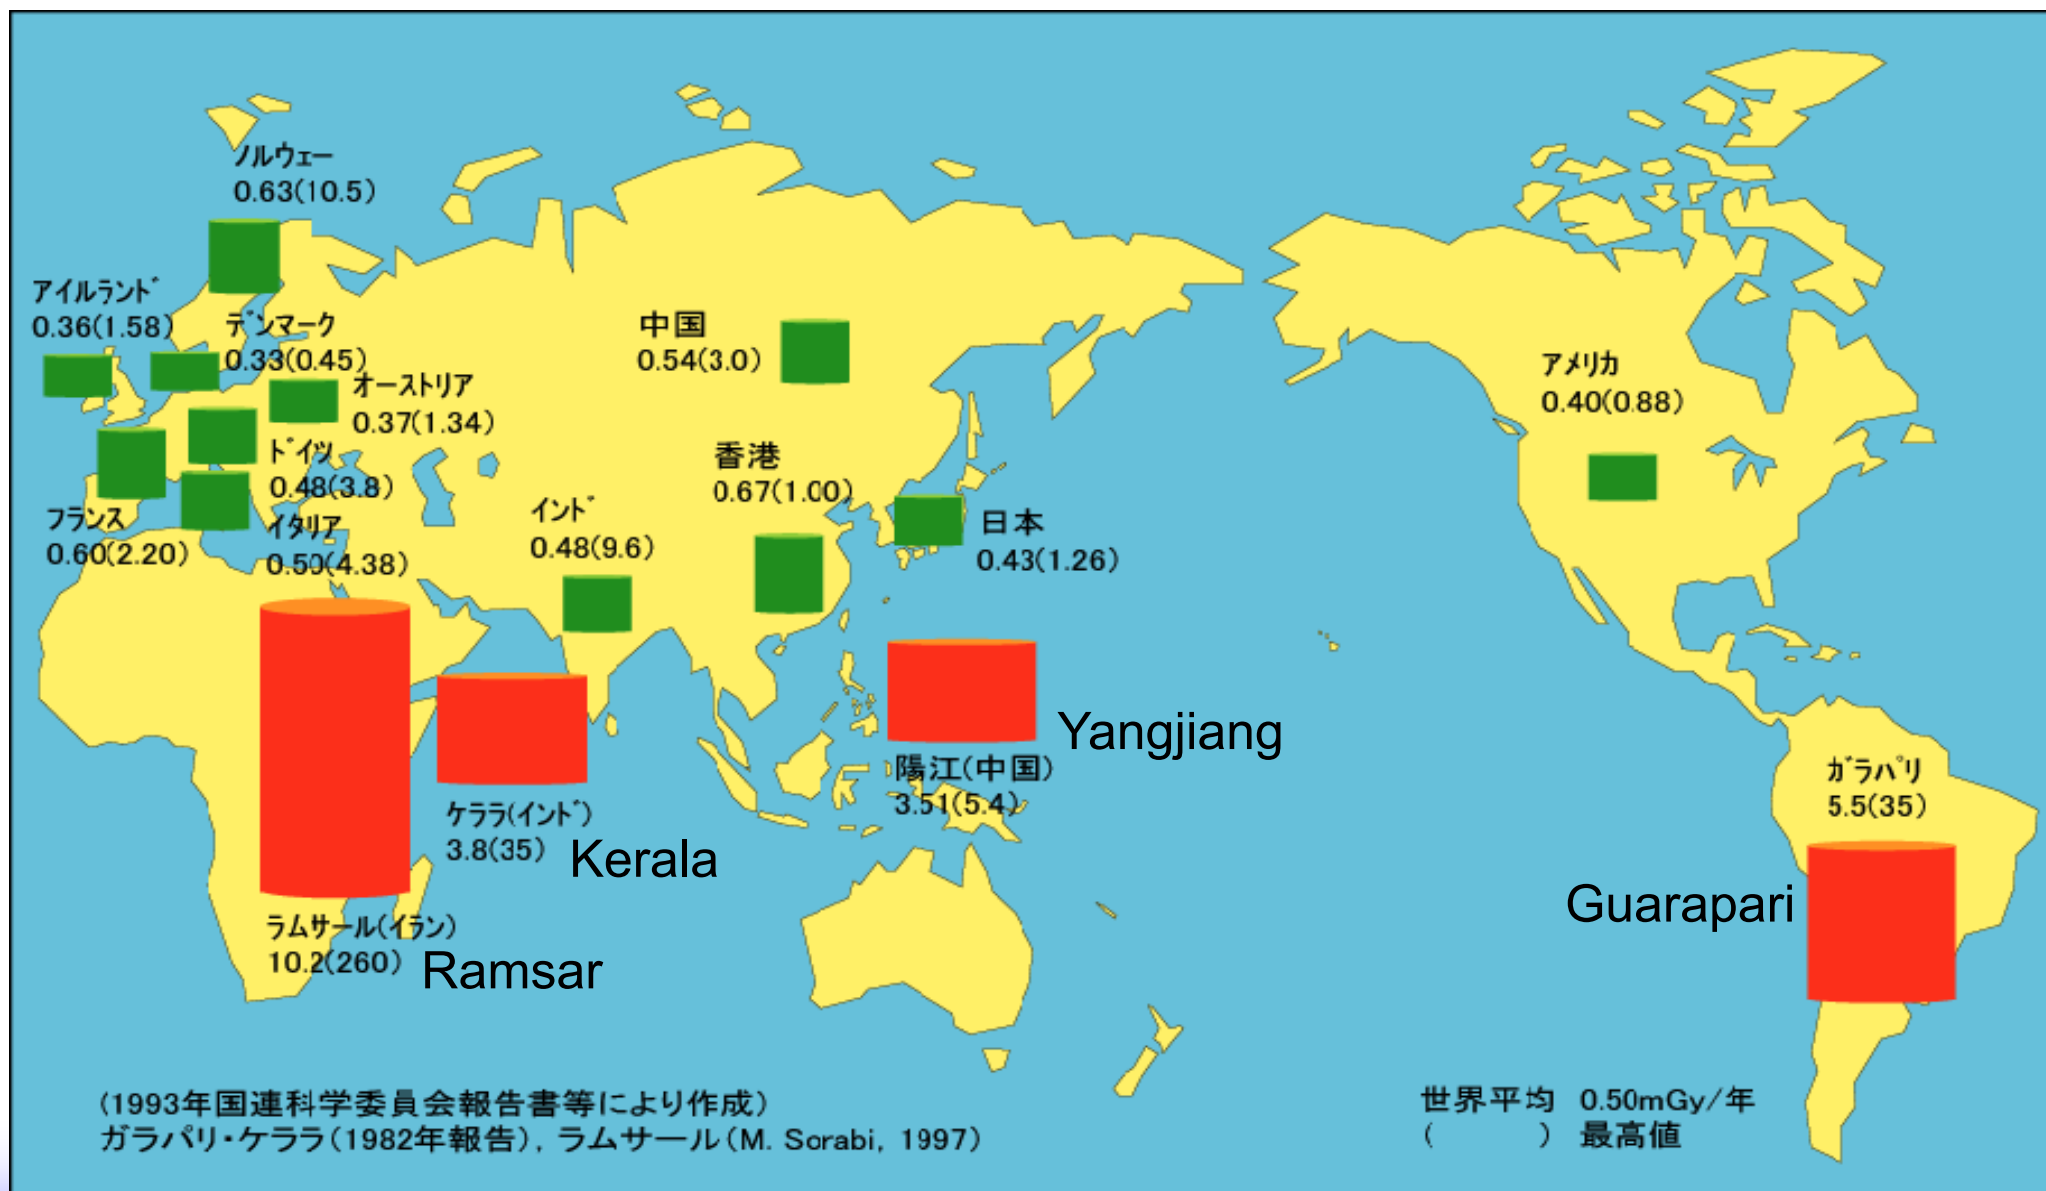 ノルウェー
0.63(10.5)
アイルランド
0.36(1.58)
デンマーク
0.33(0.45)
オーストリア
0.37(1.34)
ドイツ
0.48(3.8)
フランス
0.60(2.20)
イタリア
0.50(4.38)
中国
0.54(3.0)
香港
0.67(1.00)
インド
0.48(9.6)
日本
0.43(1.26)
アメリカ
0.40(0.88)
陽江(中国)
3.51(5.4)
Yangjiang
ケララ(インド)
3.8(35)
Kerala
ラムサール(イラン)
10.2(260)
Ramsar
ガラパリ
5.5(35)
Guarapari
(1993年国連科学委員会報告書等により作成)
ガラパリ・ケララ(1982年報告), ラムサール(M. Sorabi, 1997)
世界平均 0.50mGy/年
( ) 最高値